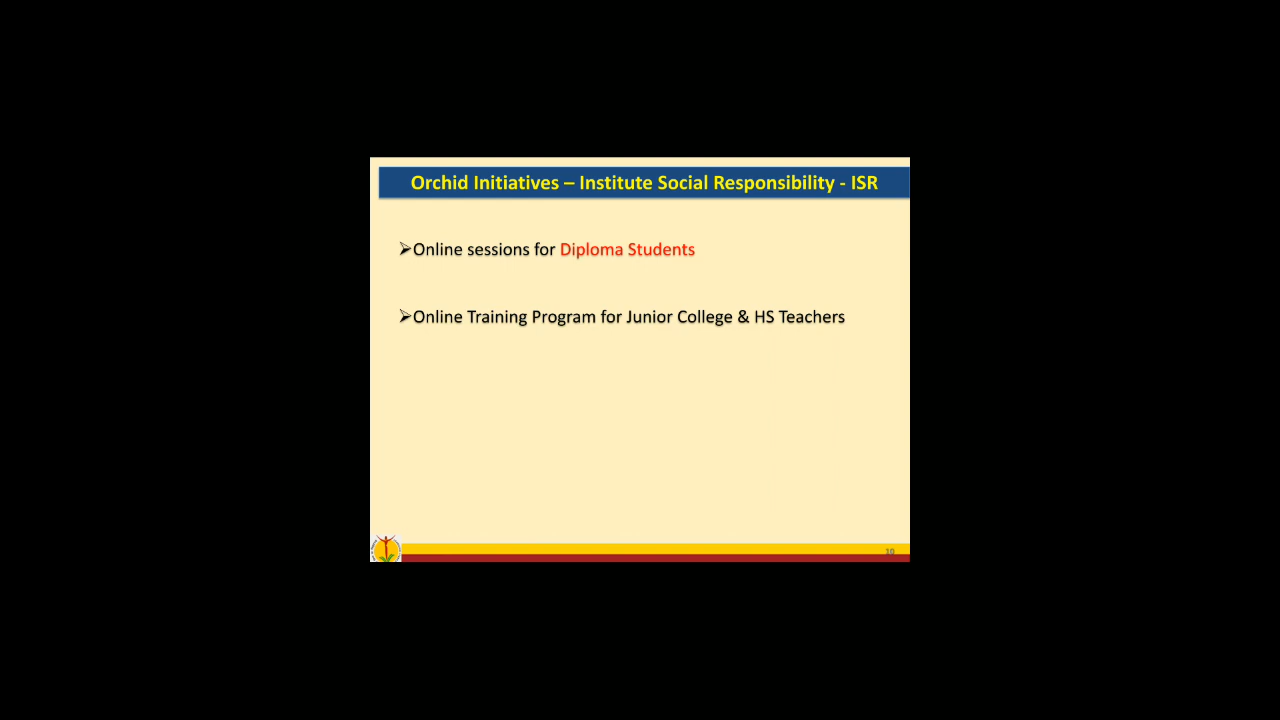 Orchid Initiatives – Institute Social Responsibility - ISR
➢Online sessions for Diploma Students
➢Online Training Program for Junior College & HS Teachers
10